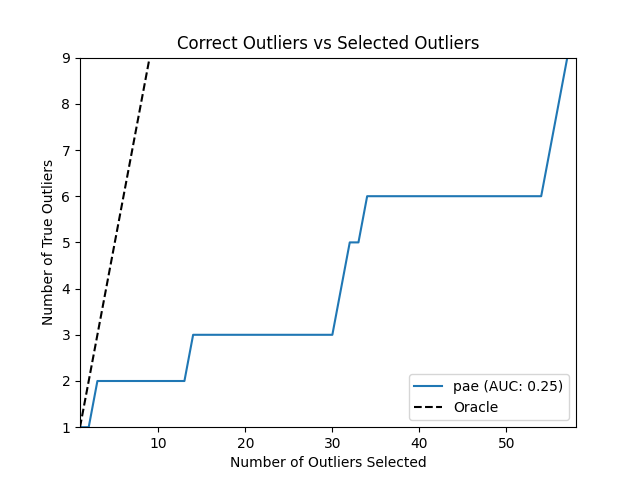 Correct Outliers vs Selected Outliers
9
8
7
6
5
4
3
2
1
Number of True Outliers
10 20 30 40 50
Number of Outliers Selected
pae (AUC: 0.25)
Oracle